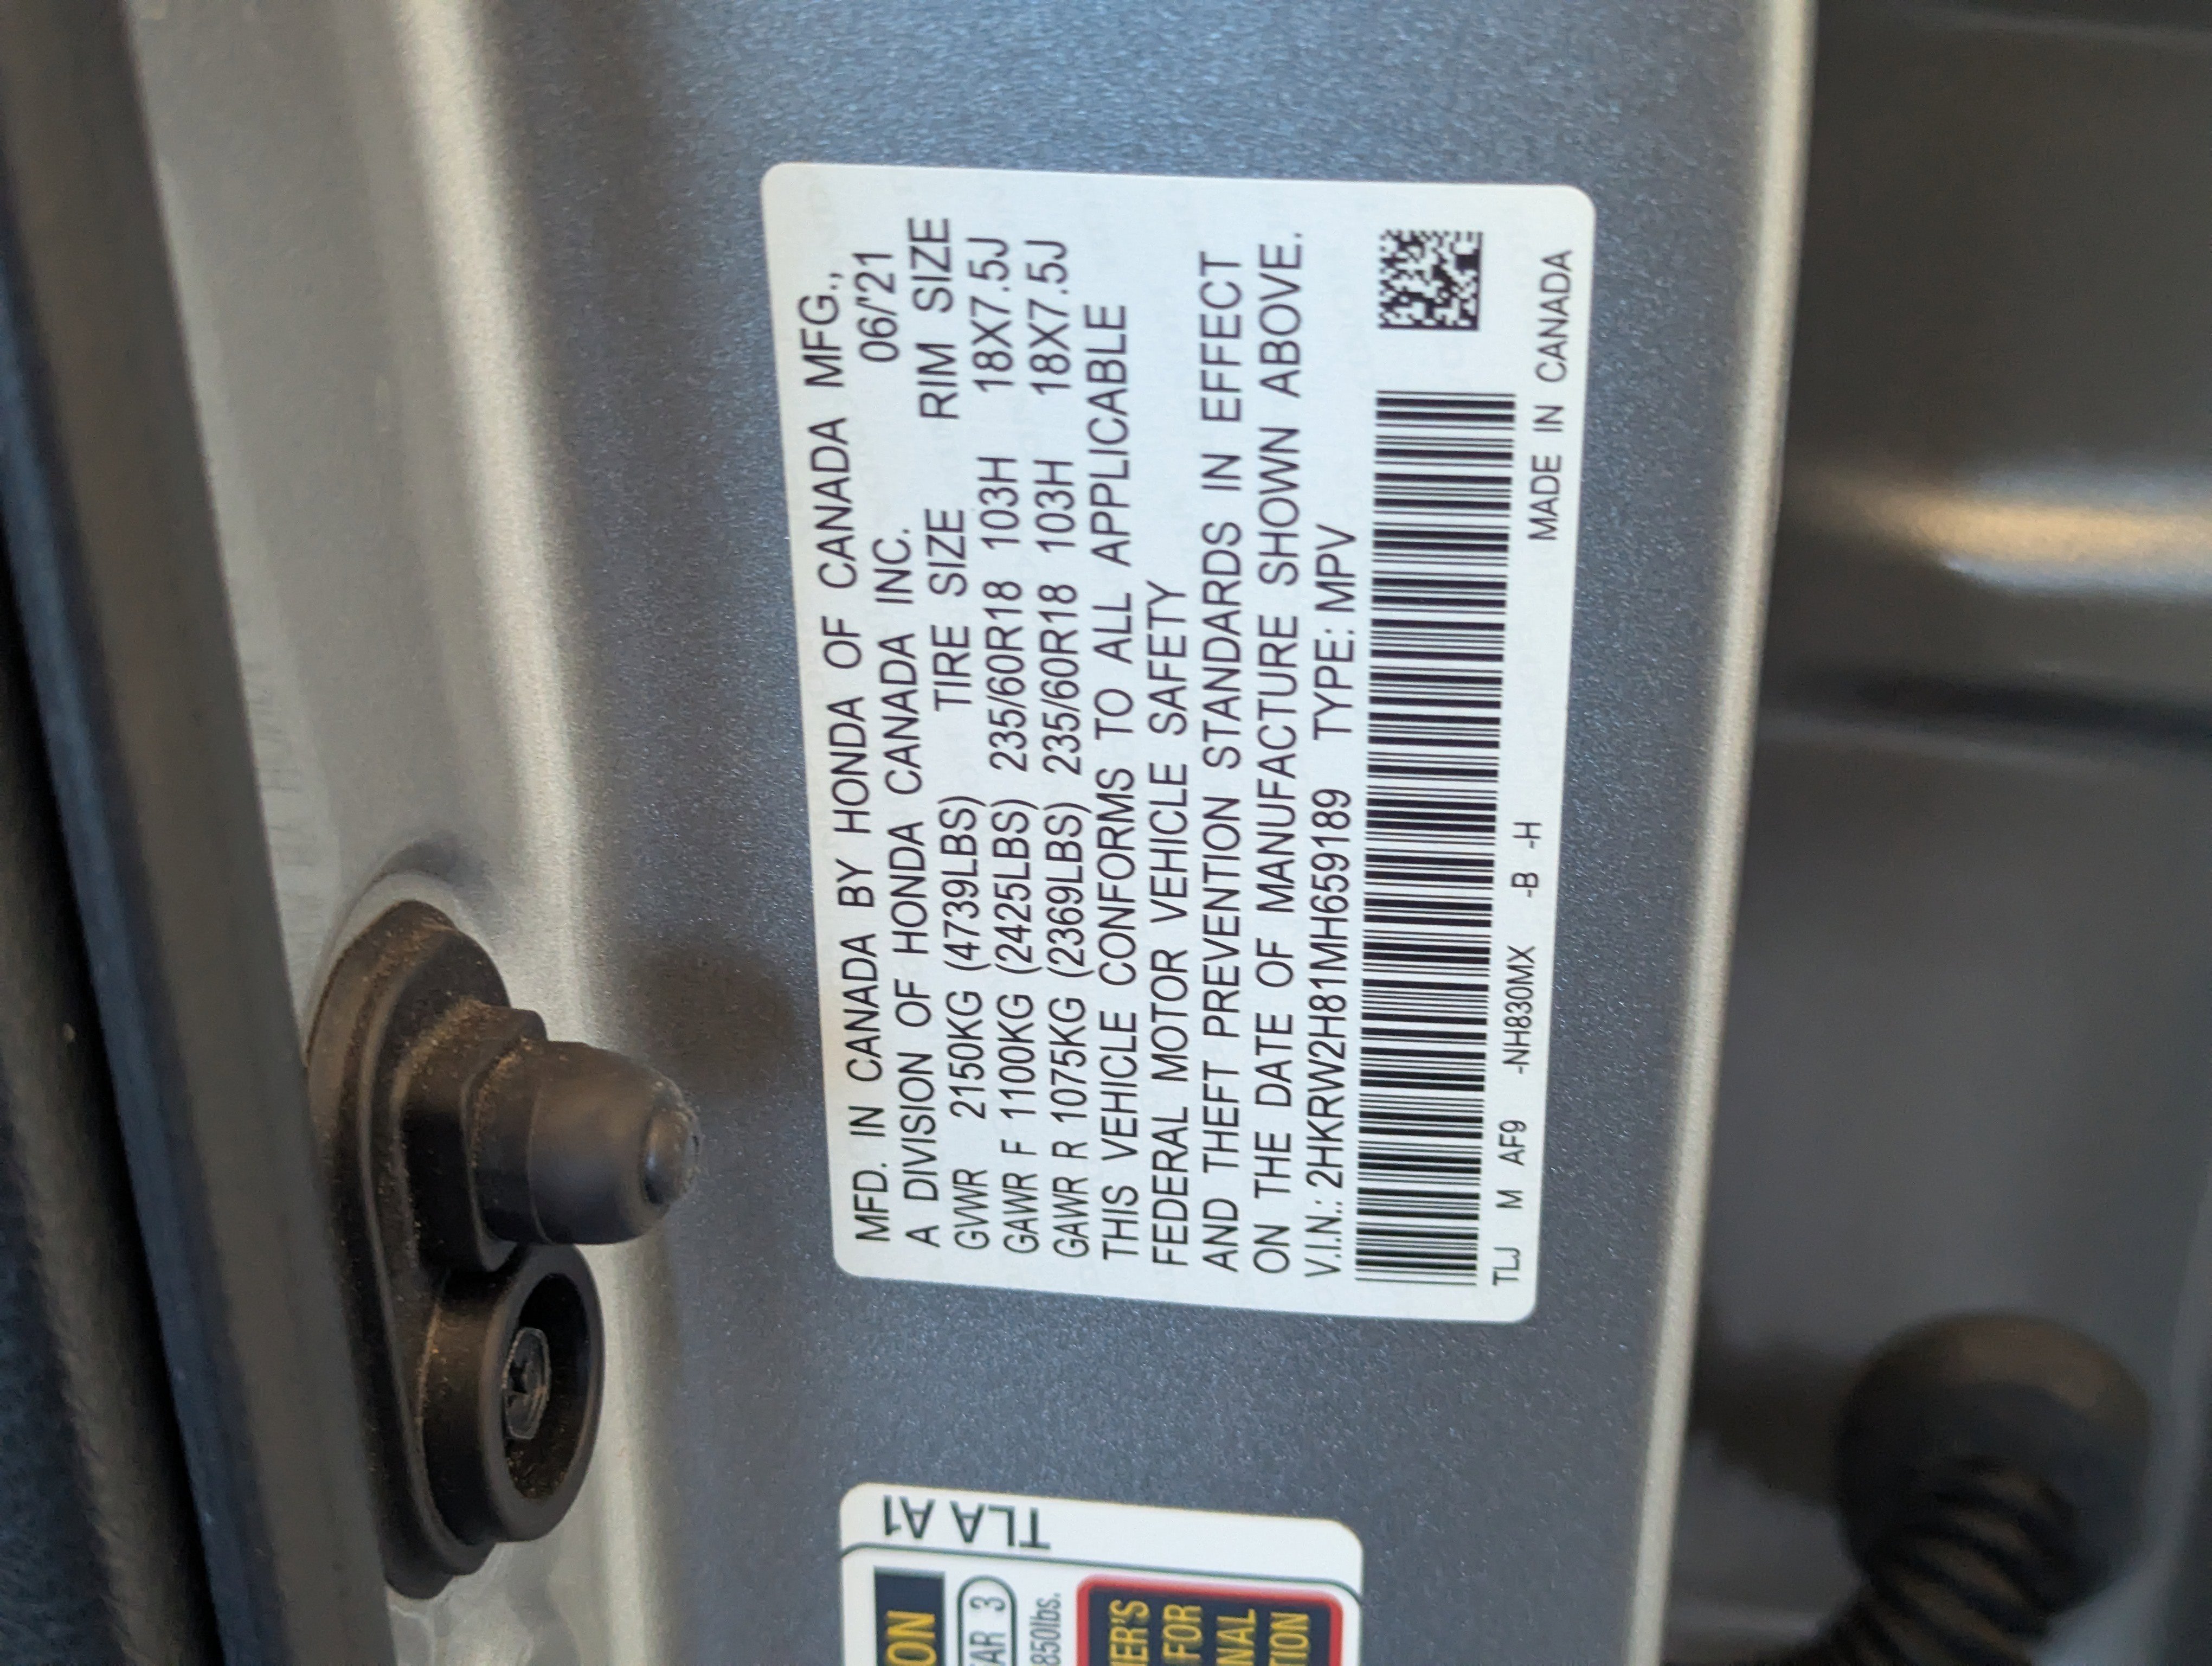 MFD. IN CANADA BY HONDA OF CANADA MFG.,
A DIVISION OF HONDA CANADA INC. 06/'21
GVWR 2150KG (4739LBS) TIRE SIZE RIM SIZE
GAWR F 1100KG (2425LBS) 235/60R18 103H 18X7.5J
GAWR R 1075KG (2369LBS) 235/60R18 103H 18X7.5J
THIS VEHICLE CONFORMS TO ALL APPLICABLE
FEDERAL MOTOR VEHICLE SAFETY
AND THEFT PREVENTION STANDARDS IN EFFECT
ON THE DATE OF MANUFACTURE SHOWN ABOVE.
V.I.N.: 2HKRW2H81MH659189 TYPE: MPV
TLJ M AF9 -NH830MX -B -H MADE IN CANADA
TLA A1
3
850lbs.
FOR